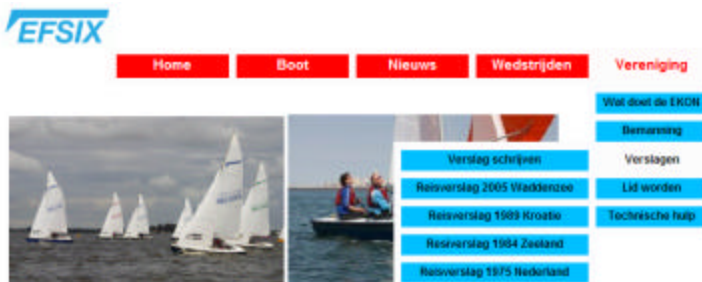 EFSIX
Home Boot Nieuws Wedstrijden Vereniging
Wat doet de EKON
Bemanning
Verslagen
Lid worden
Technische hulp
Verslag schrijven
Reisverslag 2005 Waddenzee
Reisverslag 1989 Kroatie
Resiverslag 1984 Zeeland
Reisverslag 1975 Nederland